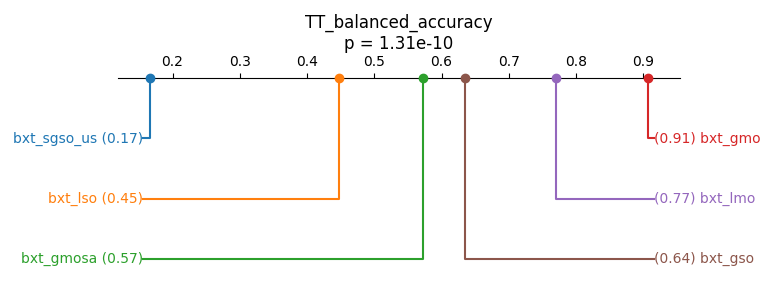 TT_balanced_accuracy
p = 1.31e-10
0.2 0.3 0.4 0.5 0.6 0.7 0.8 0.9
bxt_sgso_us (0.17) (0.91) bxt_gmo
bxt_lso (0.45) (0.77) bxt_lmo
bxt_gmosa (0.57) (0.64) bxt_gso